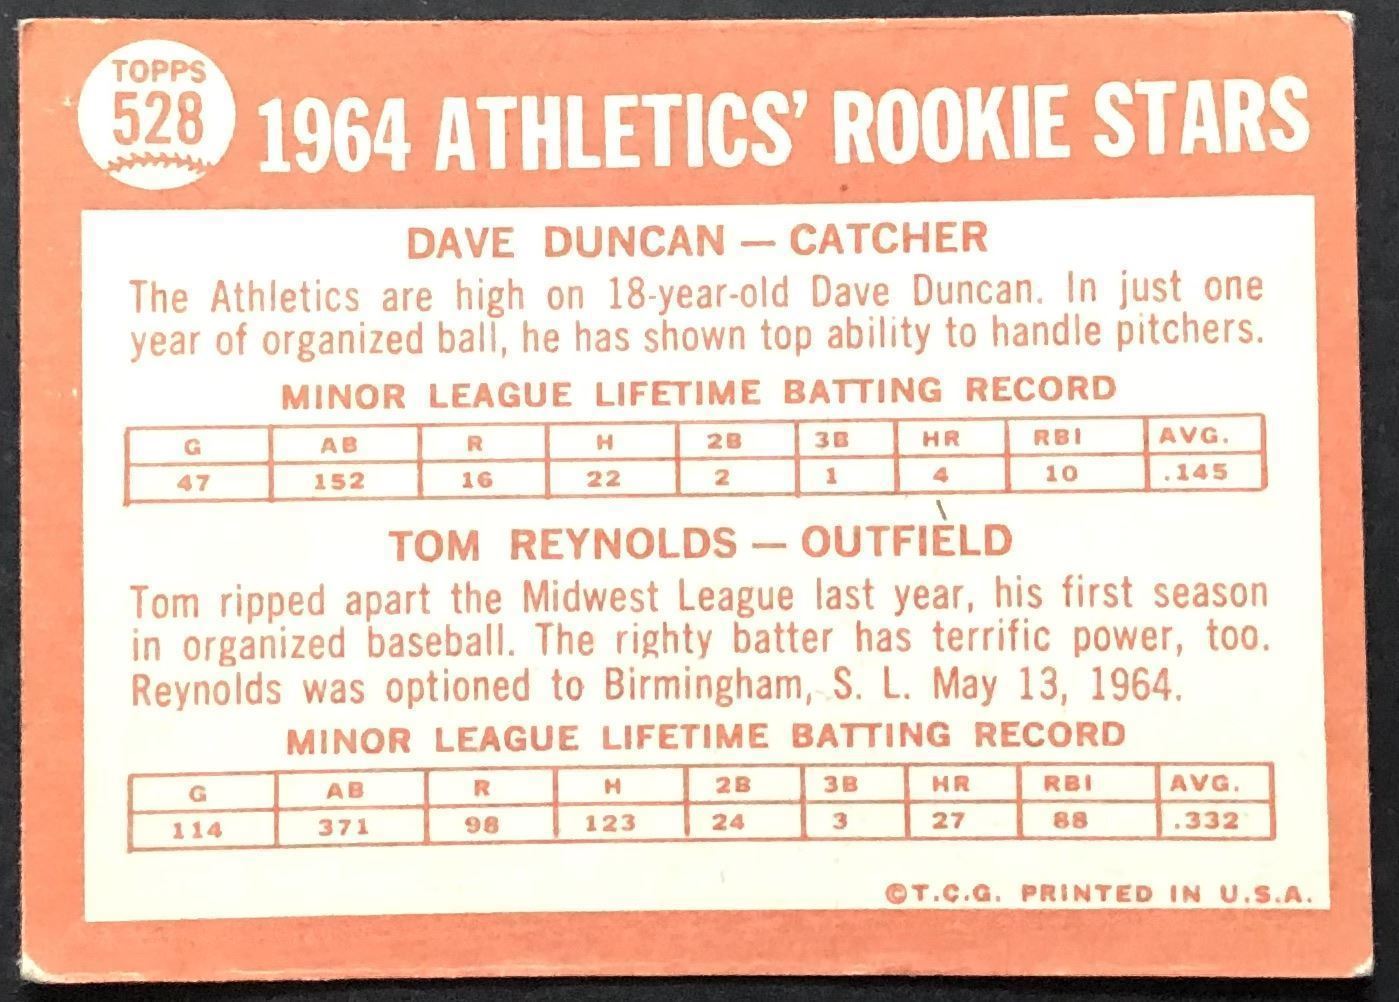 TOPPS
528
1964 ATHLETICS' ROOKIE STARS
DAVE DUNCAN — CATCHER
The Athletics are high on 18-year-old Dave Duncan. In just one
year of organized ball, he has shown top ability to handle pitchers.
MINOR LEAGUE LIFETIME BATTING RECORD
G AB R H 2B 3B HR RBI AVG.
47 152 16 22 2 1 4 10 .145
TOM REYNOLDS — OUTFIELD
Tom ripped apart the Midwest League last year, his first season
in organized baseball. The righty batter has terrific power, too.
Reynolds was optioned to Birmingham, S. L. May 13, 1964.
MINOR LEAGUE LIFETIME BATTING RECORD
G AB R H 2B 3B HR RBI AVG.
114 371 98 123 24 3 27 88 .332
©T.C.G. PRINTED IN U.S.A.